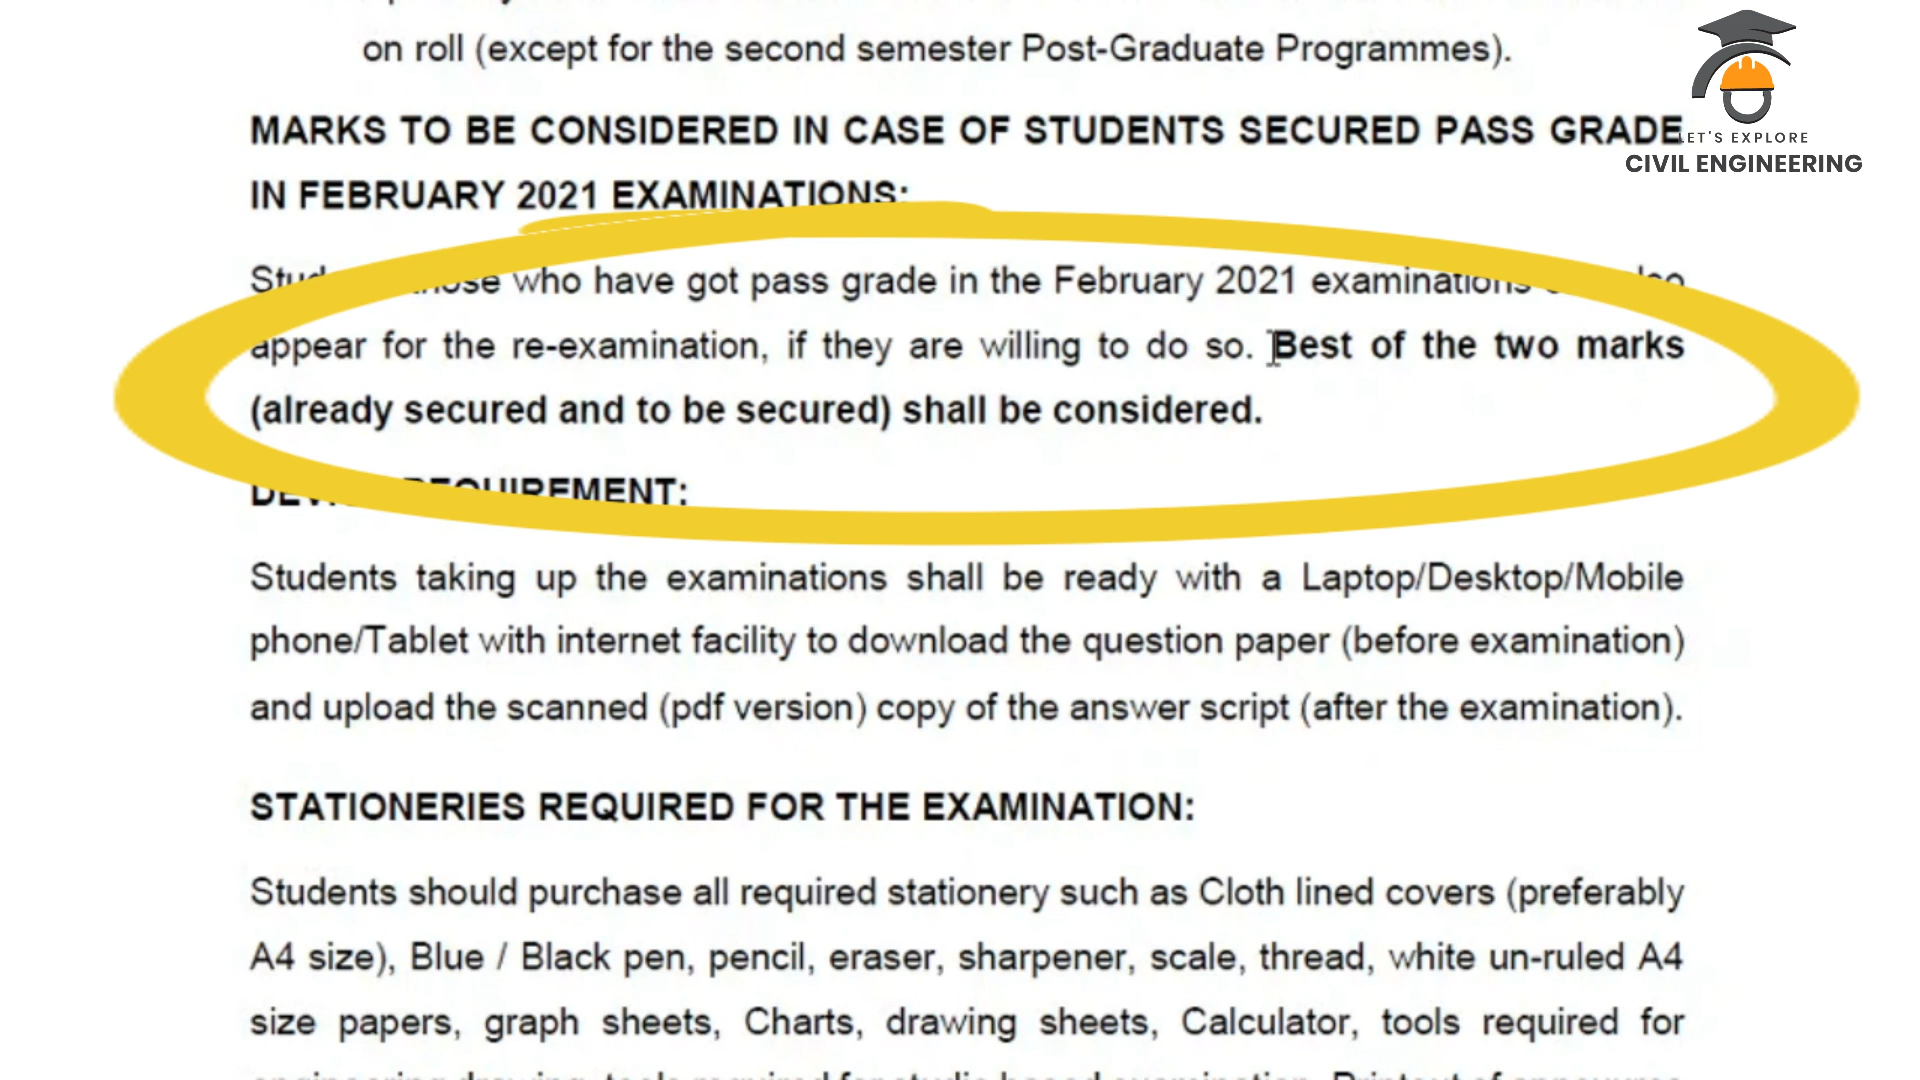 on roll (except for the second semester Post-Graduate Programmes).
LET'S EXPLORE
CIVIL ENGINEERING
MARKS TO BE CONSIDERED IN CASE OF STUDENTS SECURED PASS GRADE
IN FEBRUARY 2021 EXAMINATIONS:
who have got pass grade in the February 2021 examinations
appear for the re-examination, if they are willing to do so. Best of the two marks
(already secured and to be secured) shall be considered.
REQUIREMENT:
Students taking up the examinations shall be ready with a Laptop/Desktop/Mobile
phone/Tablet with internet facility to download the question paper (before examination)
and upload the scanned (pdf version) copy of the answer script (after the examination).
STATIONERIES REQUIRED FOR THE EXAMINATION:
Students should purchase all required stationery such as Cloth lined covers (preferably
A4 size), Blue / Black pen, pencil, eraser, sharpener, scale, thread, white un-ruled A4
size papers, graph sheets, Charts, drawing sheets, Calculator, tools required for